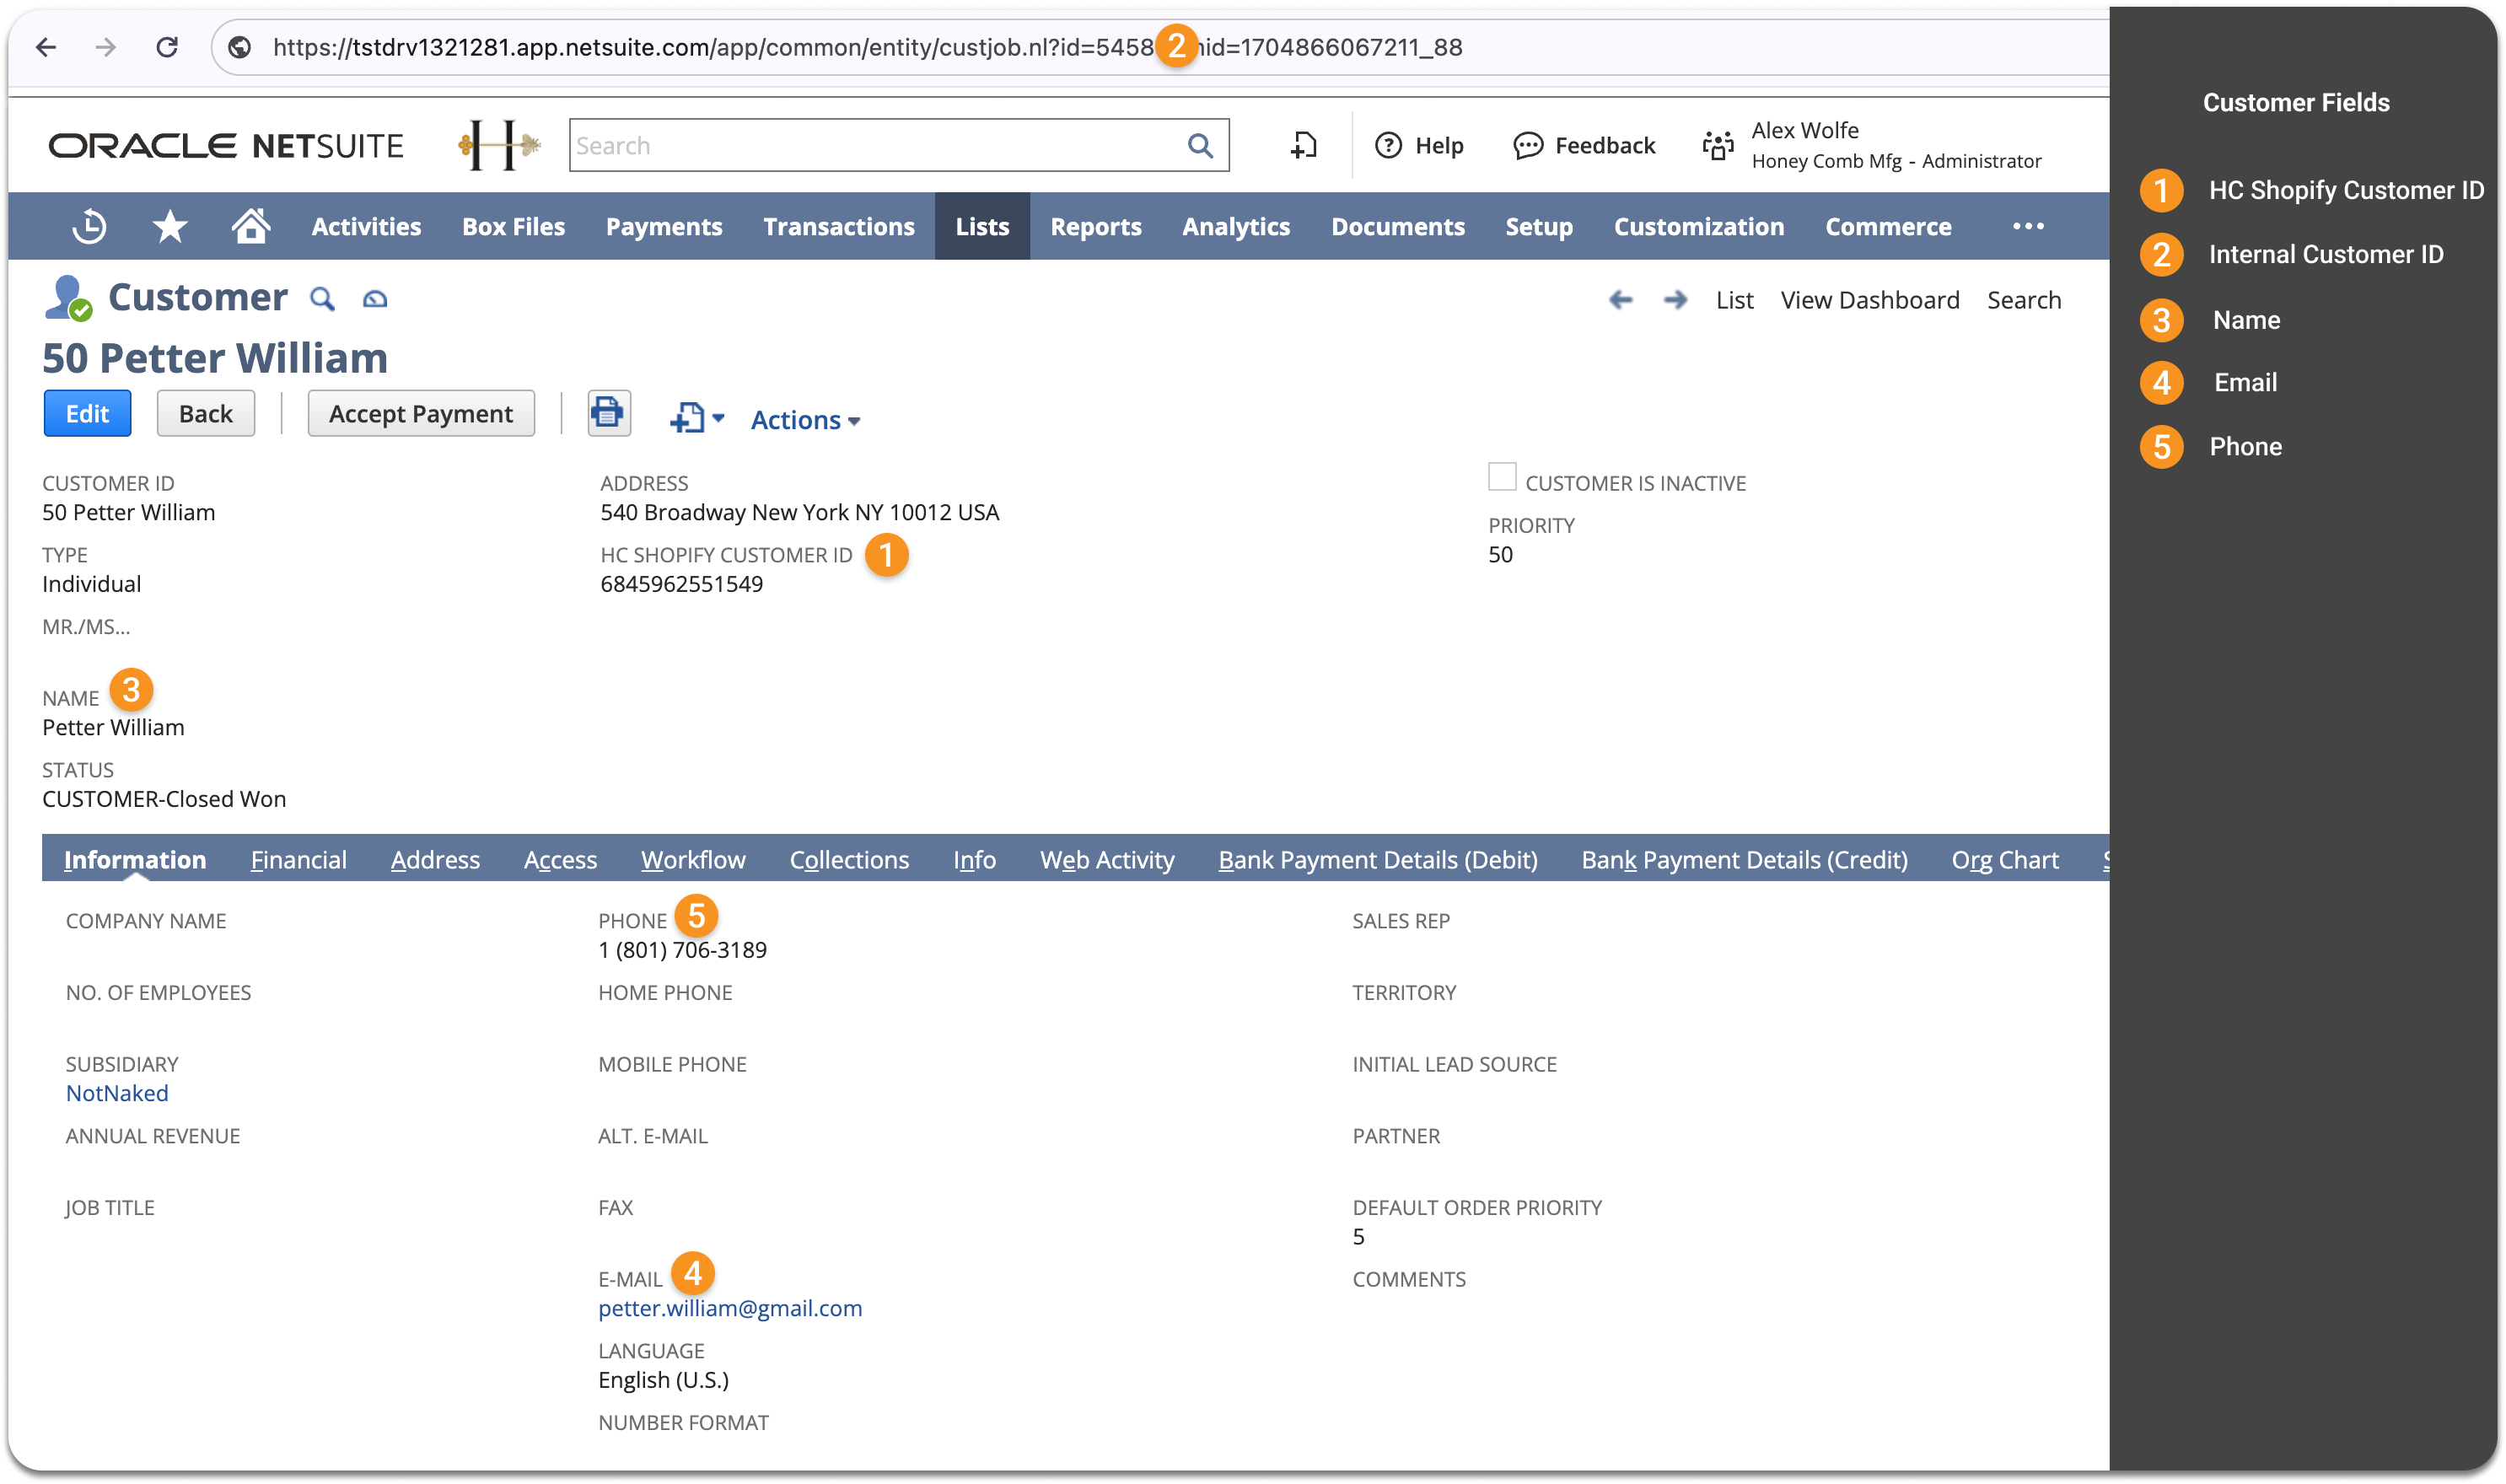 https://tstdrv1321281.app.netsuite.com/app/common/entity/custjob.nl?id=5458 2 nid=1704866067211_88
ORACLE NETSUITE
H
Search
Help
Feedback
Alex Wolfe
Honey Comb Mfg - Administrator
Activities Box Files Payments Transactions Lists Reports Analytics Documents Setup Customization Commerce
Customer
List View Dashboard Search
50 Petter William
Edit Back Accept Payment Actions
CUSTOMER ID
50 Petter William
TYPE
Individual
MR./MS...
NAME 3
Petter William
STATUS
CUSTOMER-Closed Won
ADDRESS
540 Broadway New York NY 10012 USA
HC SHOPIFY CUSTOMER ID 1
6845962551549
CUSTOMER IS INACTIVE
PRIORITY
50
Information Financial Address Access Workflow Collections Info Web Activity Bank Payment Details (Debit) Bank Payment Details (Credit) Org Chart
COMPANY NAME
NO. OF EMPLOYEES
SUBSIDIARY
NotNaked
ANNUAL REVENUE
JOB TITLE
PHONE 5
1 (801) 706-3189
HOME PHONE
MOBILE PHONE
ALT. E-MAIL
FAX
E-MAIL 4
petter.william@gmail.com
LANGUAGE
English (U.S.)
NUMBER FORMAT
SALES REP
TERRITORY
INITIAL LEAD SOURCE
PARTNER
DEFAULT ORDER PRIORITY
5
COMMENTS
Customer Fields
1 HC Shopify Customer ID
2 Internal Customer ID
3 Name
4 Email
5 Phone